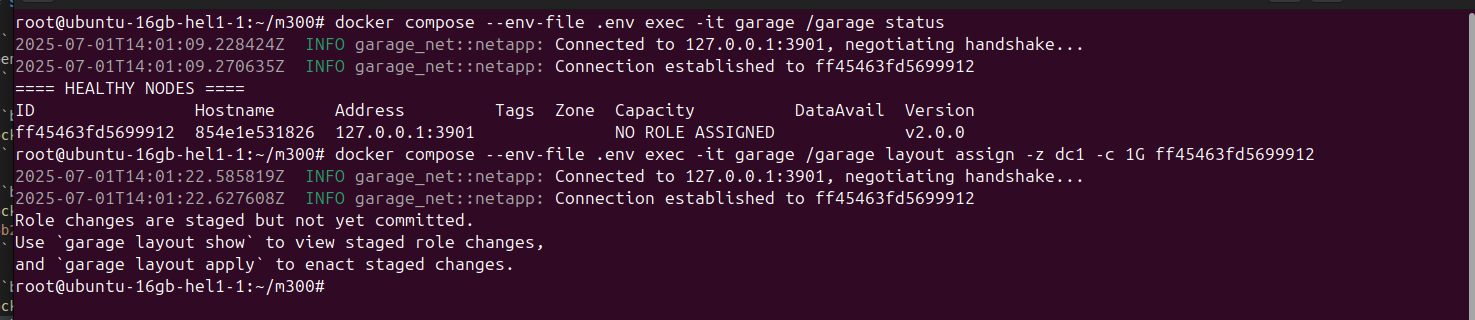 root@ubuntu-16gb-hel1-1:~/m300# docker compose --env-file .env exec -it garage /garage status
2025-07-01T14:01:09.228424Z  INFO garage_net::netapp: Connected to 127.0.0.1:3901, negotiating handshake...
2025-07-01T14:01:09.270635Z  INFO garage_net::netapp: Connection established to ff45463fd5699912
==== HEALTHY NODES ====
ID                Hostname      Address         Tags  Zone  Capacity          DataAvail  Version
ff45463fd5699912  854e1e531826  127.0.0.1:3901              NO ROLE ASSIGNED             v2.0.0
root@ubuntu-16gb-hel1-1:~/m300# docker compose --env-file .env exec -it garage /garage layout assign -z dc1 -c 1G ff45463fd5699912
2025-07-01T14:01:22.585819Z  INFO garage_net::netapp: Connected to 127.0.0.1:3901, negotiating handshake...
2025-07-01T14:01:22.627608Z  INFO garage_net::netapp: Connection established to ff45463fd5699912
Role changes are staged but not yet committed.
Use `garage layout show` to view staged role changes,
and `garage layout apply` to enact staged changes.
root@ubuntu-16gb-hel1-1:~/m300#